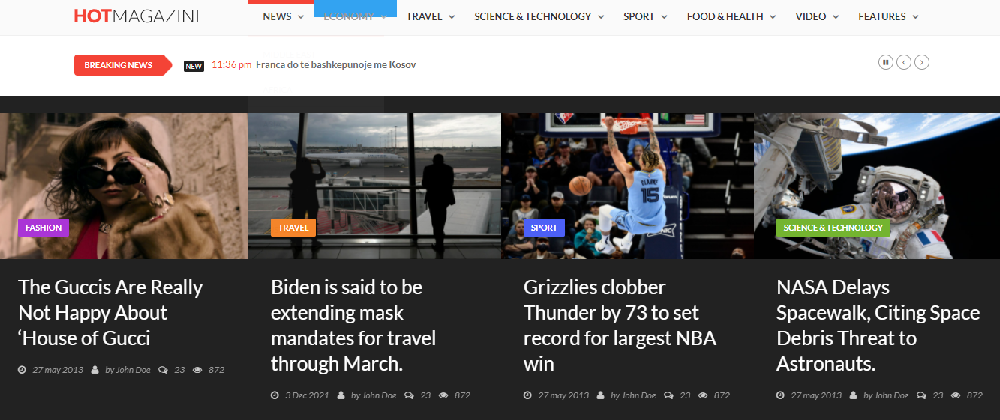 HOTMAGAZINE
NEWS ECONOMY TRAVEL SCIENCE & TECHNOLOGY SPORT FOOD & HEALTH VIDEO FEATURES
BREAKING NEWS NEW 11:36 pm Franca do të bashkëpunojë me Kosov
UNITED
CLARKE
15
FASHION
TRAVEL
SPORT
SCIENCE & TECHNOLOGY
The Guccis Are Really
Not Happy About
‘House of Gucci
27 may 2013 by John Doe 23 872
Biden is said to be
extending mask
mandates for travel
through March.
3 Dec 2021 by John Doe 23 872
Grizzlies clobber
Thunder by 73 to set
record for largest NBA
win
27 may 2013 by John Doe 23 872
NASA Delays
Spacewalk, Citing Space
Debris Threat to
Astronauts.
27 may 2013 by John Doe 23 872